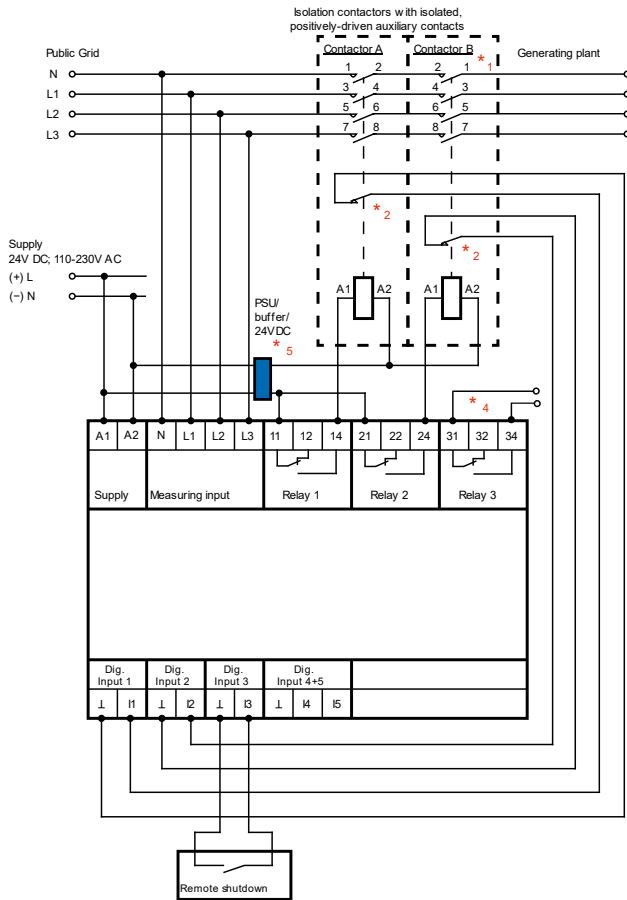 Isolation contactors with isolated,
positively-driven auxiliary contacts
Public Grid
Contactor A
Contactor B
Generating plant
N
1 2
2 1
*1
L1
3 4
4 3
L2
5 6
6 5
L3
7 8
8 7
*2
*2
Supply
24V DC; 110-230V AC
(+) L
(−) N
A1 A2
A1 A2
PSU/
buffer/
24VDC
*5
*4
A1 A2 N L1 L2 L3 11 12 14 21 22 24 31 32 34
Supply
Measuring input
Relay 1
Relay 2
Relay 3
Dig.
Input 1
Dig.
Input 2
Dig.
Input 3
Dig.
Input 4+5
⊥ I1 ⊥ I2 ⊥ I3 ⊥ I4 I5
Remote shutdown